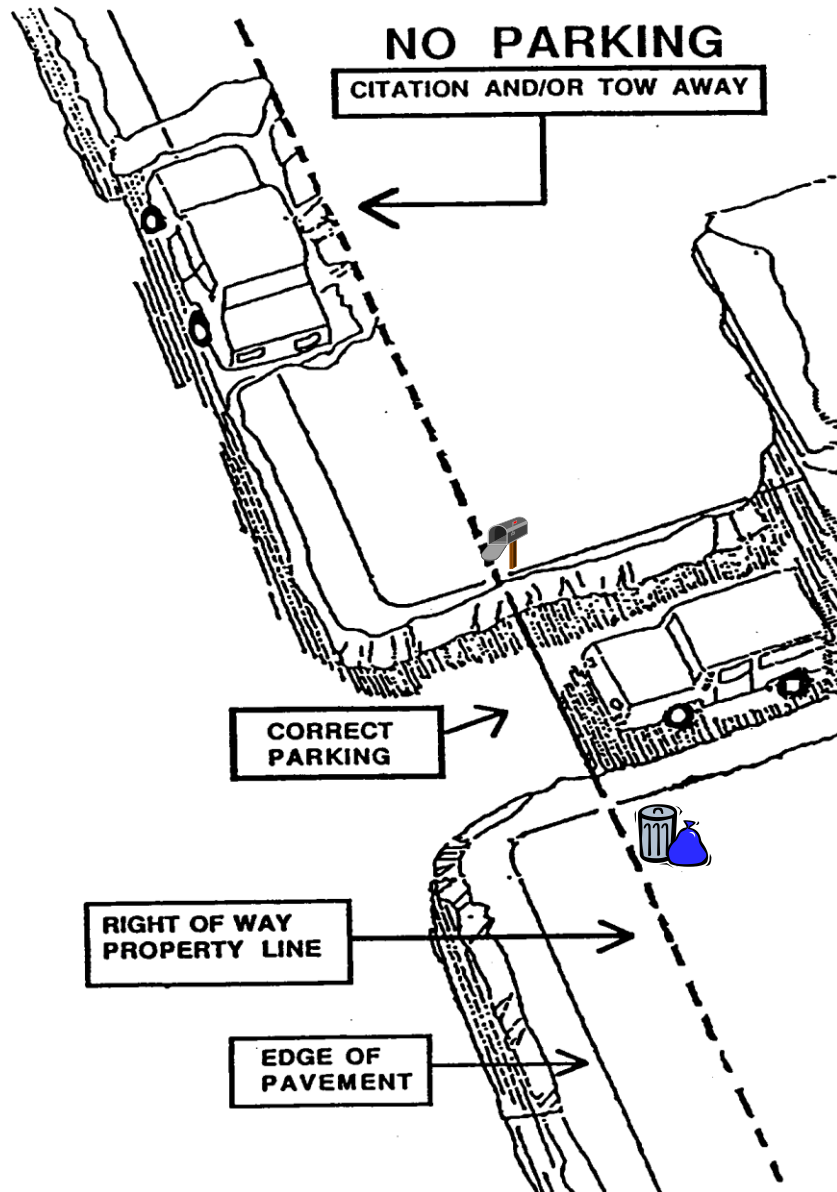 NO PARKING
CITATION AND/OR TOW AWAY
CORRECT
PARKING
RIGHT OF WAY
PROPERTY LINE
EDGE OF
PAVEMENT